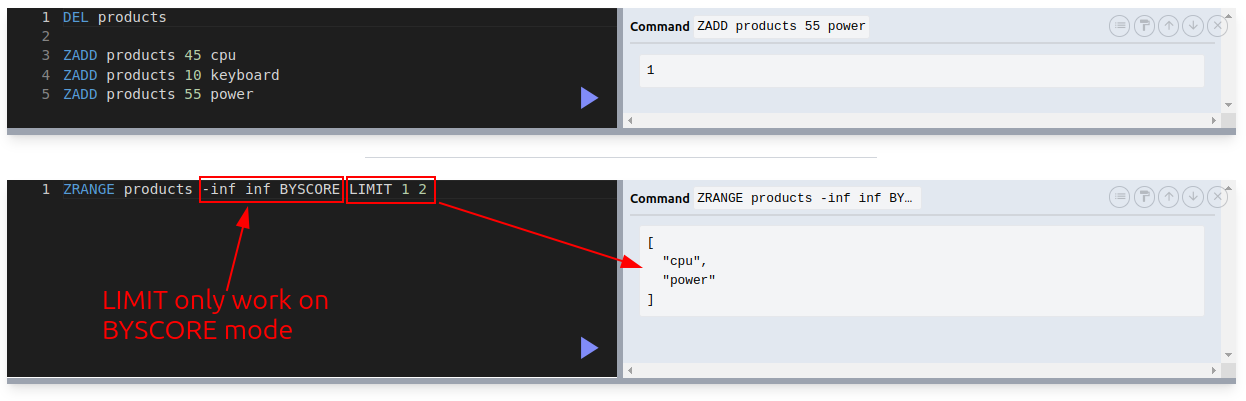 1 DEL products
2
3 ZADD products 45 cpu
4 ZADD products 10 keyboard
5 ZADD products 55 power
Command ZADD products 55 power
1
1 ZRANGE products -inf inf BYSCORE LIMIT 1 2
LIMIT only work on
BYSCORE mode
Command ZRANGE products -inf inf BY…
[
"cpu",
"power"
]